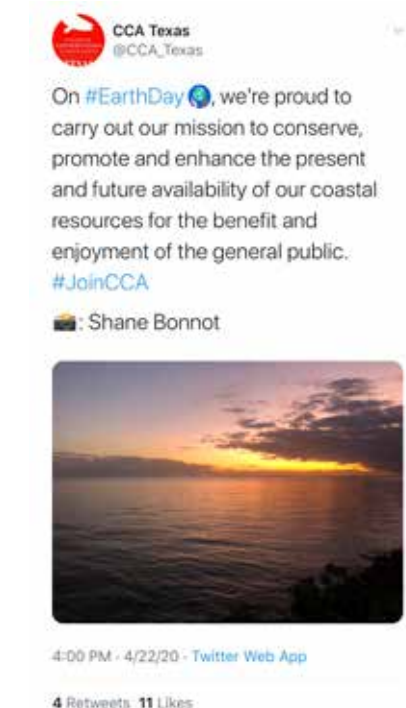 CCA Texas
@CCA_Texas
On #EarthDay🌎, we're proud to
carry out our mission to conserve,
promote and enhance the present
and future availability of our coastal
resources for the benefit and
enjoyment of the general public.
#JoinCCA
📸: Shane Bonnot
4:00 PM · 4/22/20 · Twitter Web App
4 Retweets 11 Likes